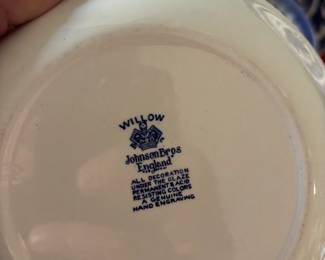 WILLOW
Johnson Bros
England
ALL DECORATION
UNDER THE GLAZE
PERMANENT & ACID
RESISTING COLORS
A GENUINE
HAND ENGRAVING